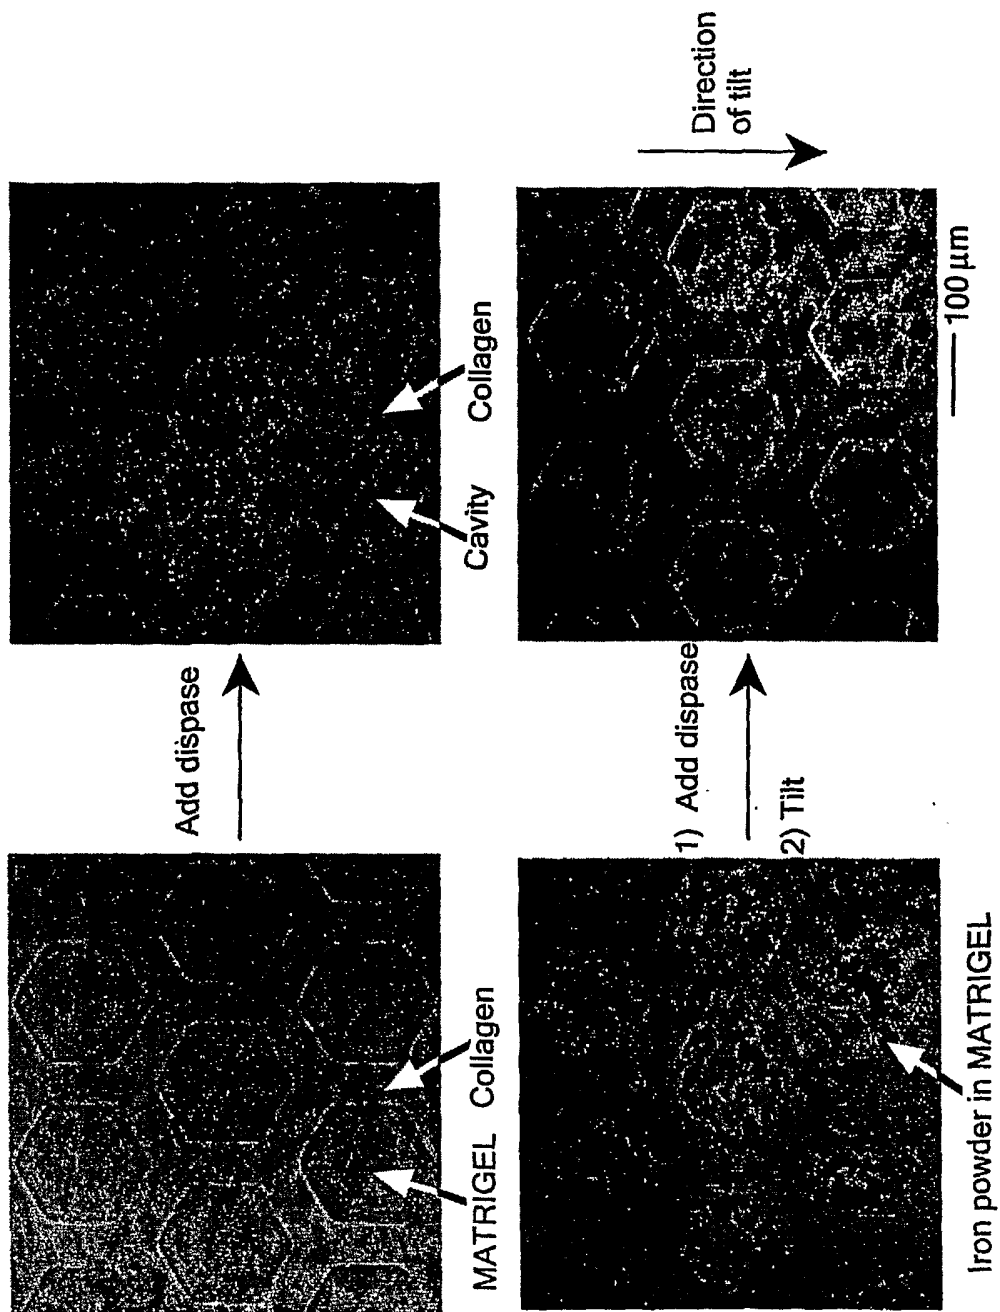 Add dispase
MATRIGEL Collagen
Cavity Collagen
1) Add dispase
2) Tilt
Iron powder in MATRIGEL
Direction
of tilt
100 μm